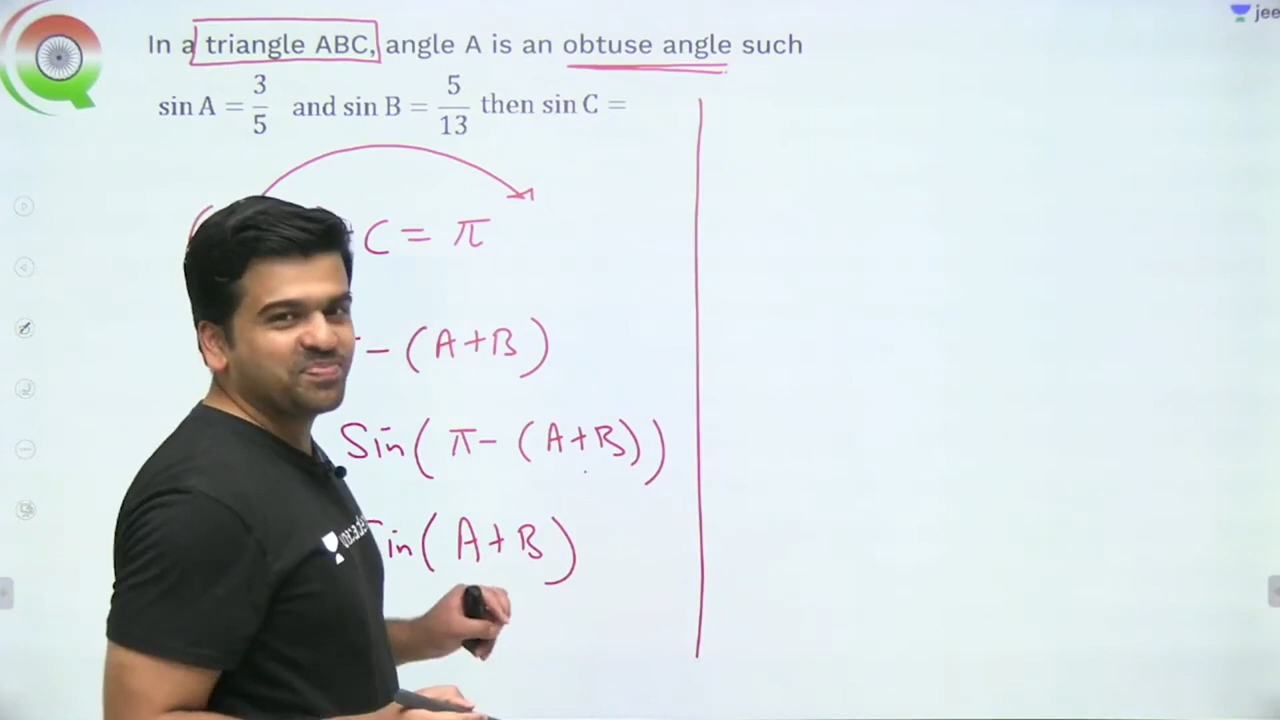 jee
In a triangle ABC, angle A is an obtuse angle such
sin A = 3/5 and sin B = 5/13 then sin C =
C = π
- (A+B)
Sin( π- (A+B))
in( A+B)